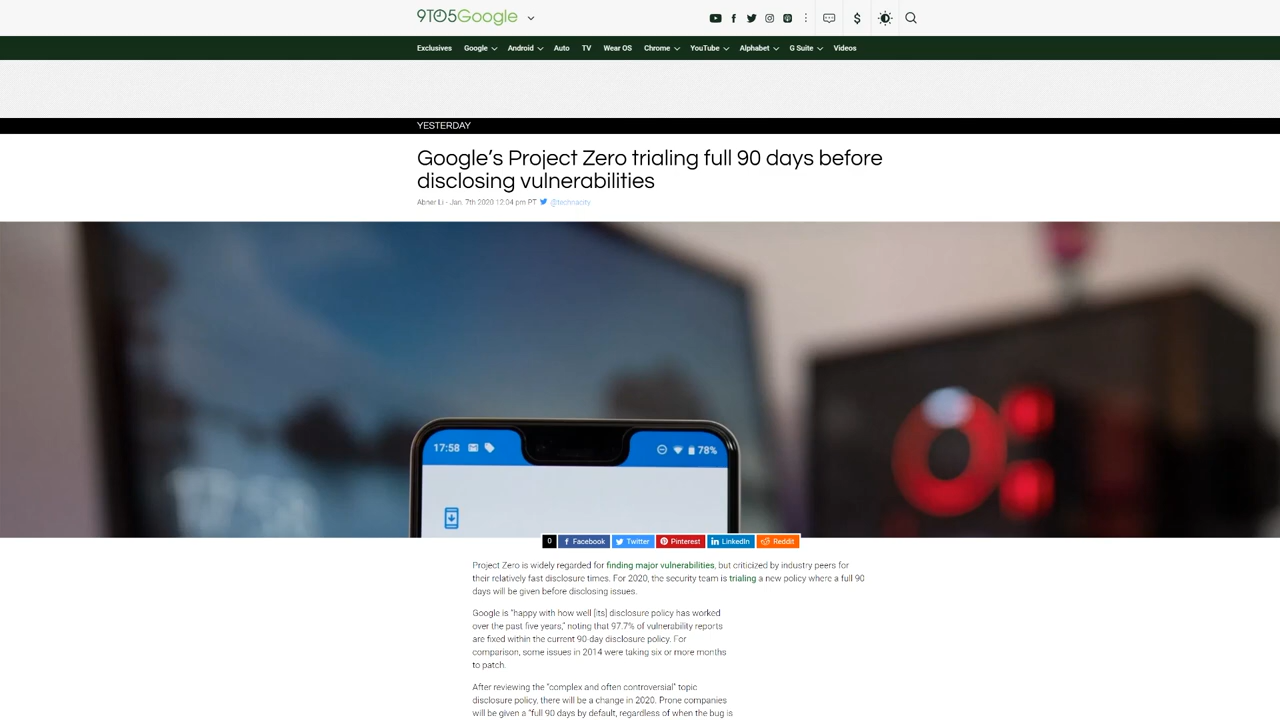 9TO5Google
Exclusives Google Android Auto TV Wear OS Chrome YouTube Alphabet G Suite Videos
YESTERDAY
Google's Project Zero trialing full 90 days before
disclosing vulnerabilities
Abner Li - Jan. 7th 2020 12:04 pm PT @technacity
17:58
78%
0 Facebook Twitter Pinterest LinkedIn Reddit
Project Zero is widely regarded for finding major vulnerabilities, but criticized by industry peers for
their relatively fast disclosure times. For 2020, the security team is trialing a new policy where a full 90
days will be given before disclosing issues.
Google is “happy with how well [its] disclosure policy has worked
over the past five years,” noting that 97.7% of vulnerability reports
are fixed within the current 90-day disclosure policy. For
comparison, some issues in 2014 were taking six or more months
to patch.
After reviewing the “complex and often controversial” topic
disclosure policy, there will be a change in 2020. Prone companies
will be given a “full 90 days by default, regardless of when the bug is